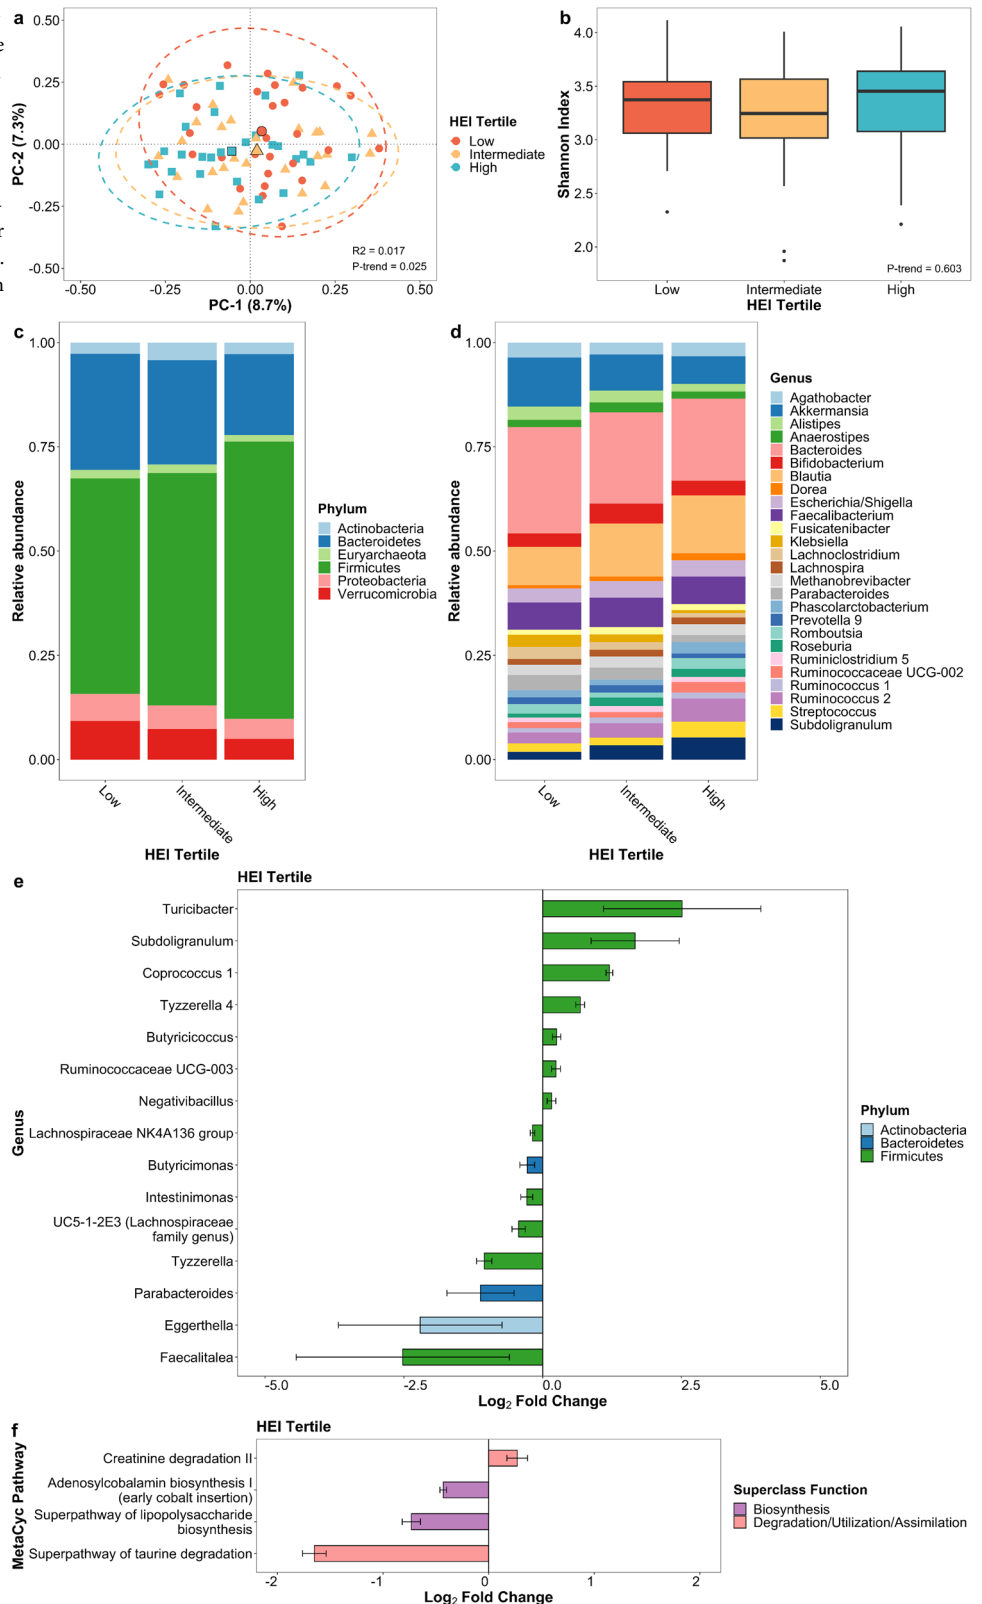 a
0.50
0.25
0.00
-0.25
-0.50
PC-2 (7.3%)
-0.50
-0.25
0.00
0.25
0.50
PC-1 (8.7%)
R2 = 0.017
P-trend = 0.025
HEI Tertile
Low
Intermediate
High
b
4.0
3.5
3.0
2.5
2.0
Shannon Index
P-trend = 0.603
Low
Intermediate
High
HEI Tertile
c
1.00
0.75
0.50
0.25
0.00
Relative abundance
Low
Intermediate
High
HEI Tertile
Phylum
Actinobacteria
Bacteroidetes
Euryarchaeota
Firmicutes
Proteobacteria
Verrucomicrobia
d
1.00
0.75
0.50
0.25
0.00
Relative abundance
Low
Intermediate
High
HEI Tertile
Genus
Agathobacter
Akkermansia
Alistipes
Anaerostipes
Bacteroides
Bifidobacterium
Blautia
Dorea
Escherichia/Shigella
Faecalibacterium
Fusicatenibacter
Klebsiella
Lachnoclostridium
Lachnospira
Methanobrevibacter
Parabacteroides
Phascolarctobacterium
Prevotella 9
Romboutsia
Roseburia
Ruminiclostridium 5
Ruminococcaceae UCG-002
Ruminococcus 1
Ruminococcus 2
Streptococcus
Subdoligranulum
e
HEI Tertile
Genus
Turicibacter
Subdoligranulum
Coprococcus 1
Tyzzerella 4
Butyricicoccus
Ruminococcaceae UCG-003
Negativibacillus
Lachnospiraceae NK4A136 group
Butyricimonas
Intestinimonas
UC5-1-2E3 (Lachnospiraceae
family genus)
Tyzzerella
Parabacteroides
Eggerthella
Faecalitalea
-5.0
-2.5
0.0
2.5
5.0
Log₂ Fold Change
Phylum
Actinobacteria
Bacteroidetes
Firmicutes
f
HEI Tertile
MetaCyc Pathway
Creatinine degradation II
Adenosylcobalamin biosynthesis I
(early cobalt insertion)
Superpathway of lipopolysaccharide
biosynthesis
Superpathway of taurine degradation
-2
-1
0
1
2
Log₂ Fold Change
Superclass Function
Biosynthesis
Degradation/Utilization/Assimilation